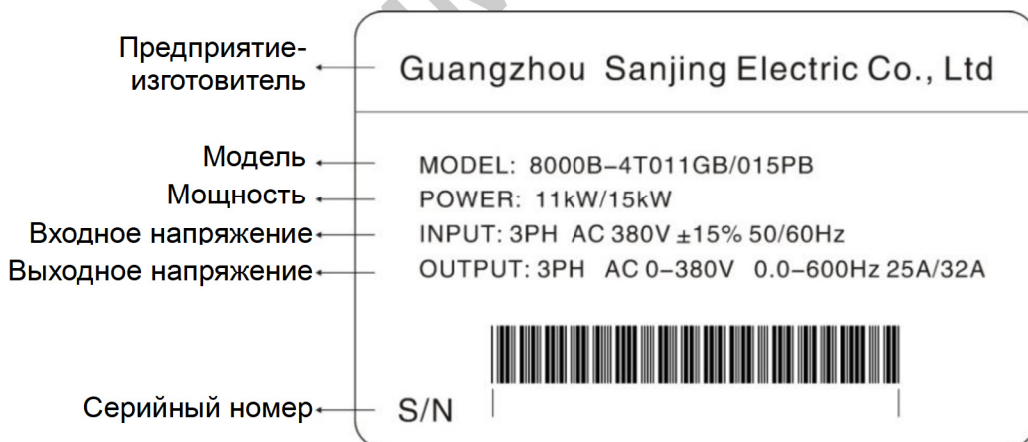 Предприятие-
изготовитель
Guangzhou Sanjing Electric Co., Ltd
Модель
MODEL: 8000B–4T011GB/015PB
Мощность
POWER: 11kW/15kW
Входное напряжение
INPUT: 3PH AC 380V ±15% 50/60Hz
Выходное напряжение
OUTPUT: 3PH AC 0–380V 0.0–600Hz 25A/32A
Серийный номер
S/N